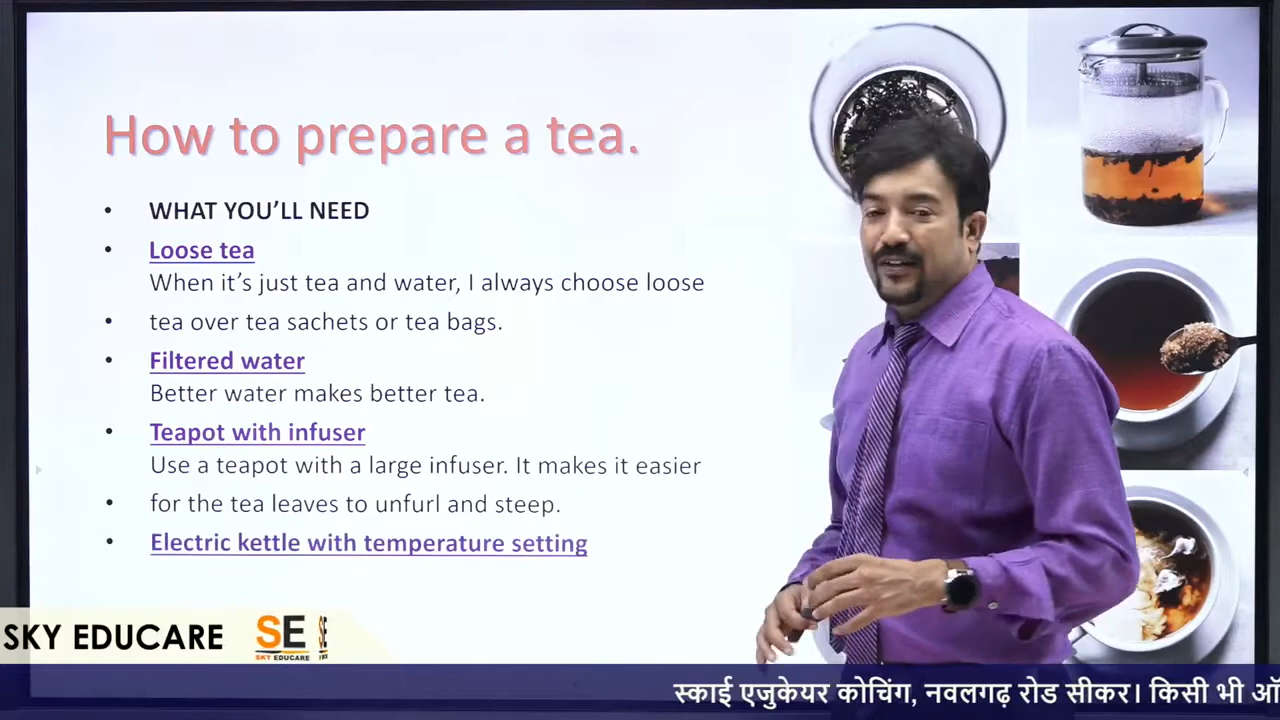 How to prepare a tea.
• WHAT YOU’LL NEED
• Loose tea
When it’s just tea and water, I always choose loose
• tea over tea sachets or tea bags.
• Filtered water
Better water makes better tea.
• Teapot with infuser
Use a teapot with a large infuser. It makes it easier
• for the tea leaves to unfurl and steep.
• Electric kettle with temperature setting
SKY EDUCARE
SE
SKY EDUCARE
SE
स्काई एजुकेयर कोचिंग, नवलगढ़ रोड सीकर। किसी भी